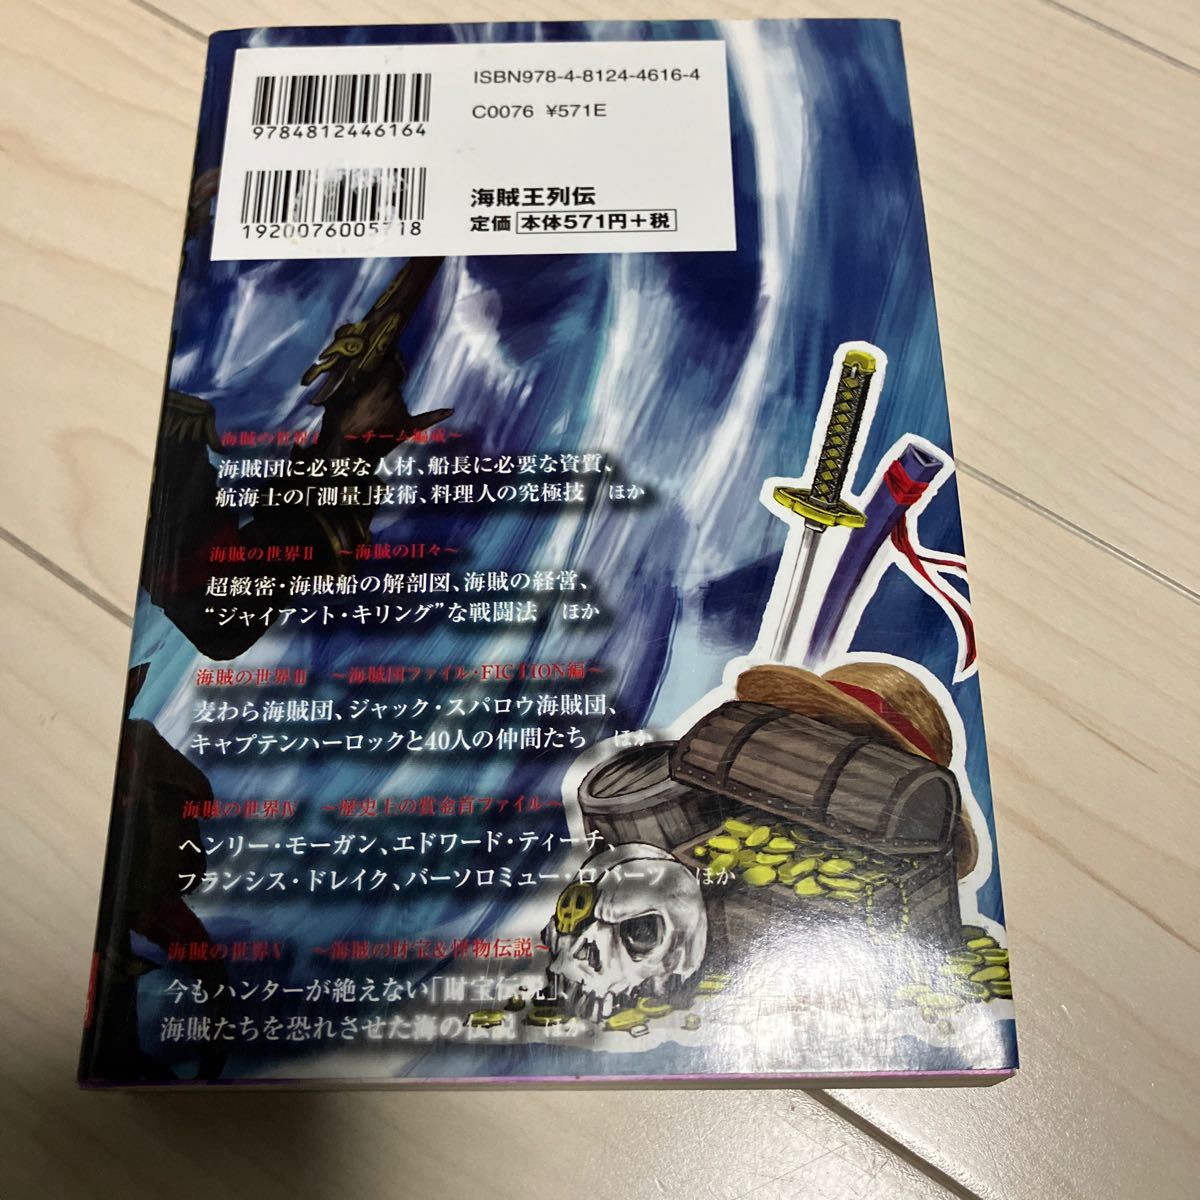 ISBN978-4-8124-4616-4
C0076 ¥571E
9784812446164
海賊王列伝
定価 本体571円+税
1920076005718
海賊の世界I ～チーム編成～
海賊団に必要な人材、船長に必要な資質、
航海士の「測量」技術、料理人の究極技 ほか
海賊の世界II ～海賊の日々～
超緻密・海賊船の解剖図、海賊の経営、
“ジャイアント・キリング”な戦闘法 ほか
海賊の世界III ～海賊団ファイル・FICTION編～
麦わら海賊団、ジャック・スパロウ海賊団、
キャプテンハーロックと40人の仲間たち ほか
海賊の世界IV ～歴史上の賞金首ファイル～
ヘンリー・モーガン、エドワード・ティーチ、
フランシス・ドレイク、バーソロミュー・ロバーツ ほか
海賊の世界V ～海賊の財宝&怪物伝説～
今もハンターが絶えない「財宝伝説」、
海賊たちを恐れさせた海の伝説 ほか